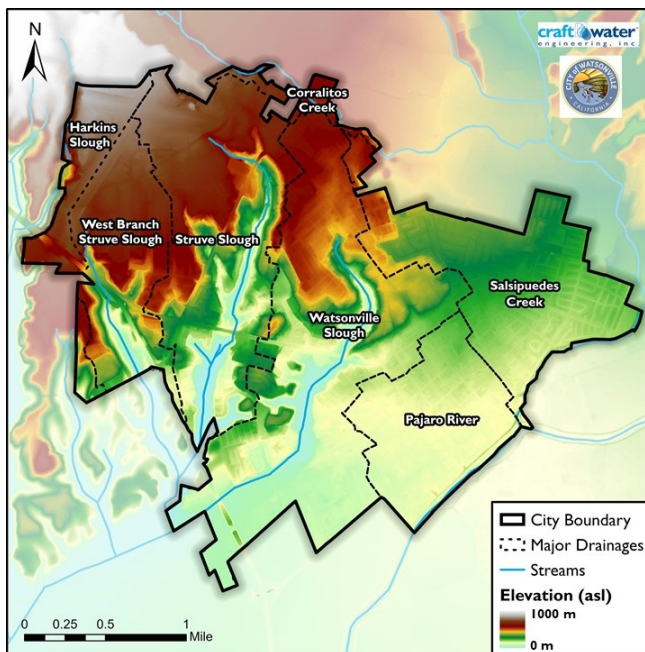 N
craft water
engineering, inc.
CITY OF WATSONVILLE
CALIFORNIA
Corralitos
Creek
Harkins
Slough
West Branch
Struve Slough
Struve Slough
Salsipuedes
Creek
Watsonville
Slough
Pajaro River
City Boundary
Major Drainages
Streams
Elevation (asl)
1000 m
0 m
0 0.25 0.5 1
Mile